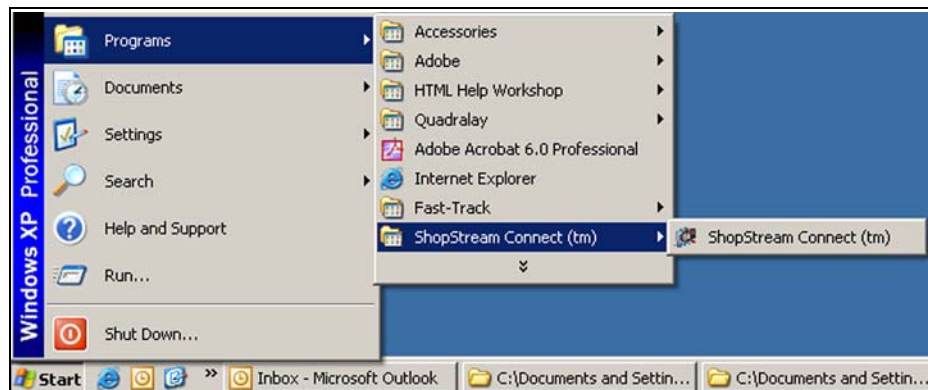 Windows XP Professional
Programs
Documents
Settings
Search
Help and Support
Run...
Shut Down...
Accessories
Adobe
HTML Help Workshop
Quadralay
Adobe Acrobat 6.0 Professional
Internet Explorer
Fast-Track
ShopStream Connect (tm)
ShopStream Connect (tm)
Start
Inbox - Microsoft Outlook
C:\Documents and Settin...
C:\Documents and Settin...